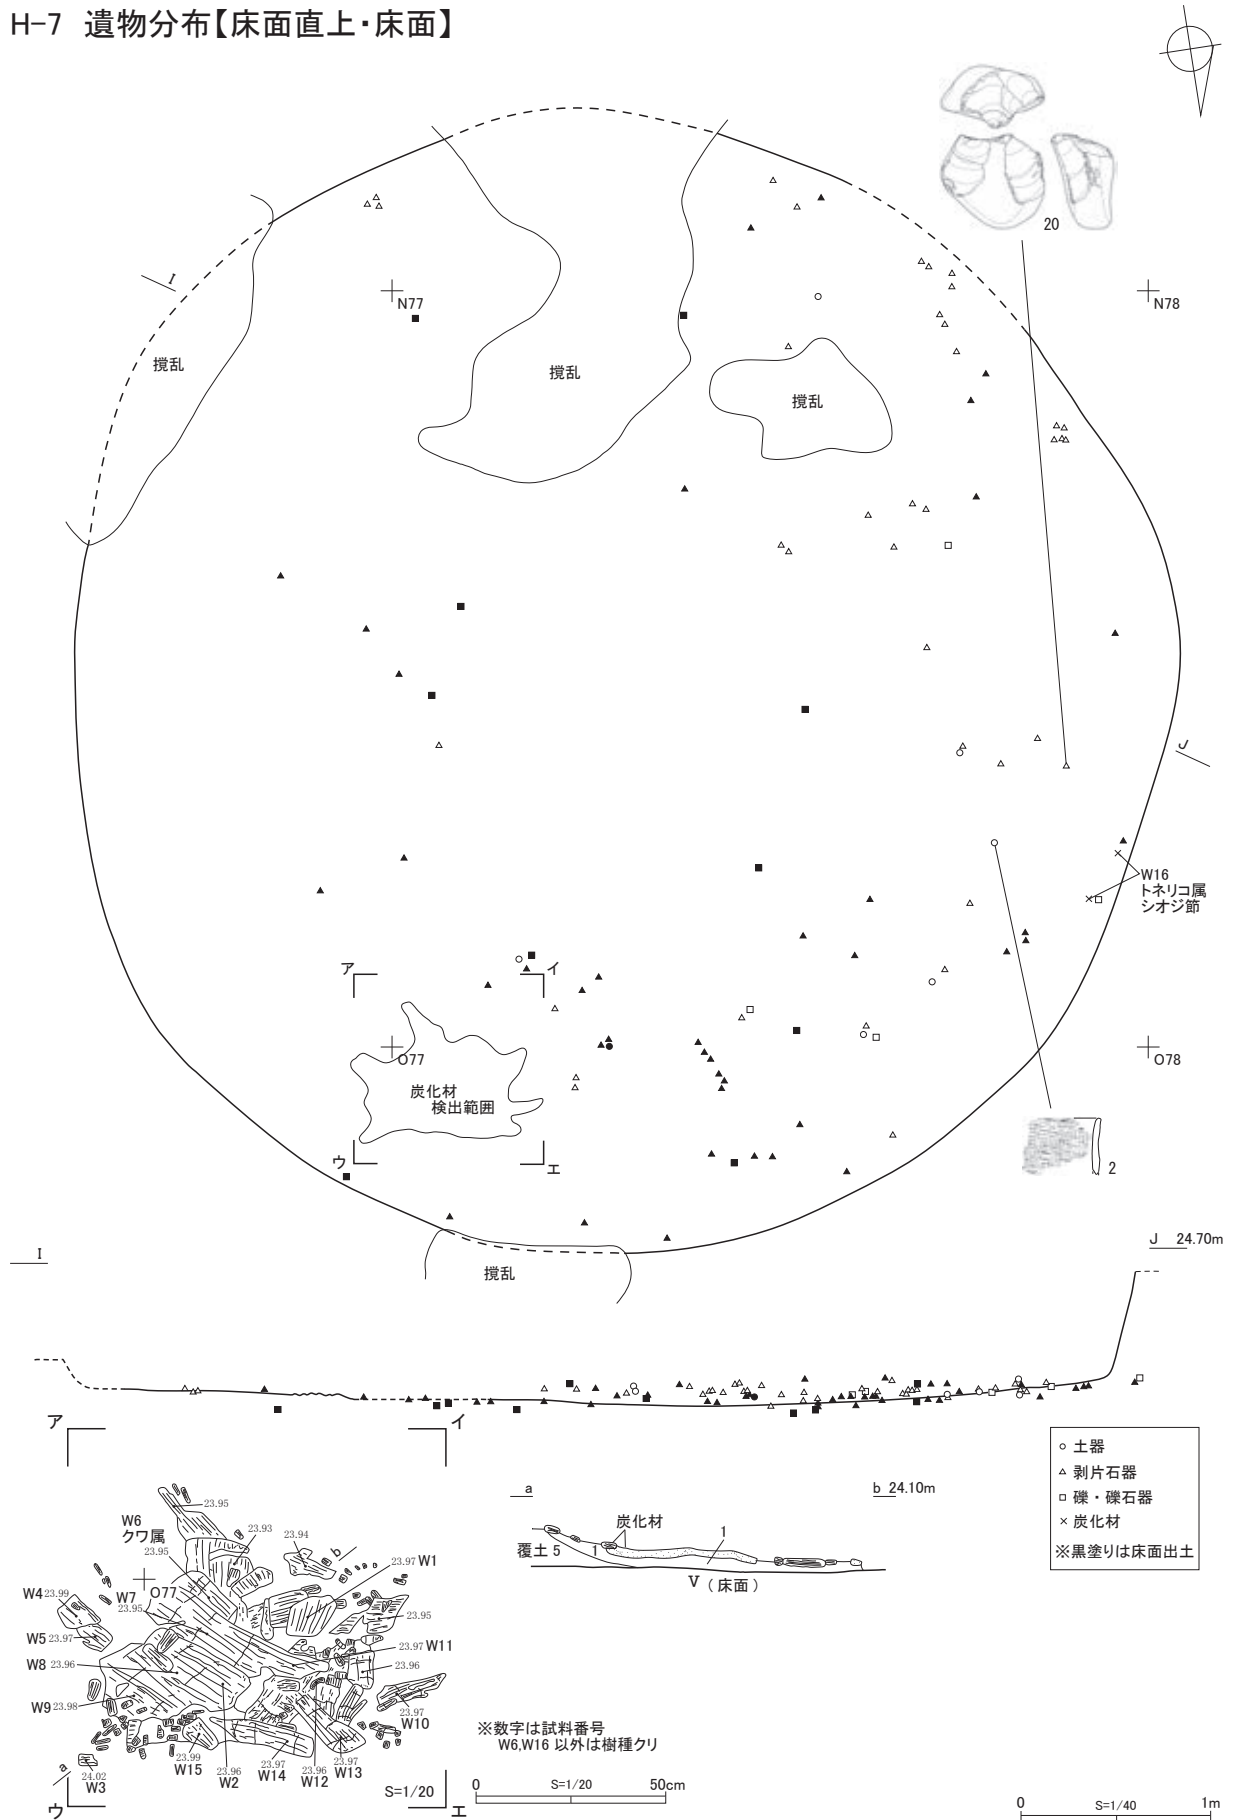 H-7 遺物分布【床面直上・床面】
20
I
N77
N78
撹乱
撹乱
撹乱
J
W16
トネリコ属
シオジ節
ア
イ
O77
O78
炭化材
検出範囲
ウ
エ
2
撹乱
I
J 24.70m
ア
イ
○ 土器
△ 剥片石器
□ 礫・礫石器
× 炭化材
※黒塗りは床面出土
a
b 24.10m
炭化材
1
覆土 5
1
V (床面)
23.95
W6
クワ属
23.93
23.94
23.95
b
23.97 W1
W7
O77
W4 23.99
23.95
23.95
W5 23.97
23.97 W11
W8 23.96
23.96
W9 23.98
23.97
W10
23.99
W15
23.96
W2
23.97
W14
23.96
W12
23.97
W13
a
24.02
W3
S=1/20
ウ
エ
※数字は試料番号
W6,W16 以外は樹種クリ
0 S=1/20 50cm
0 S=1/40 1m